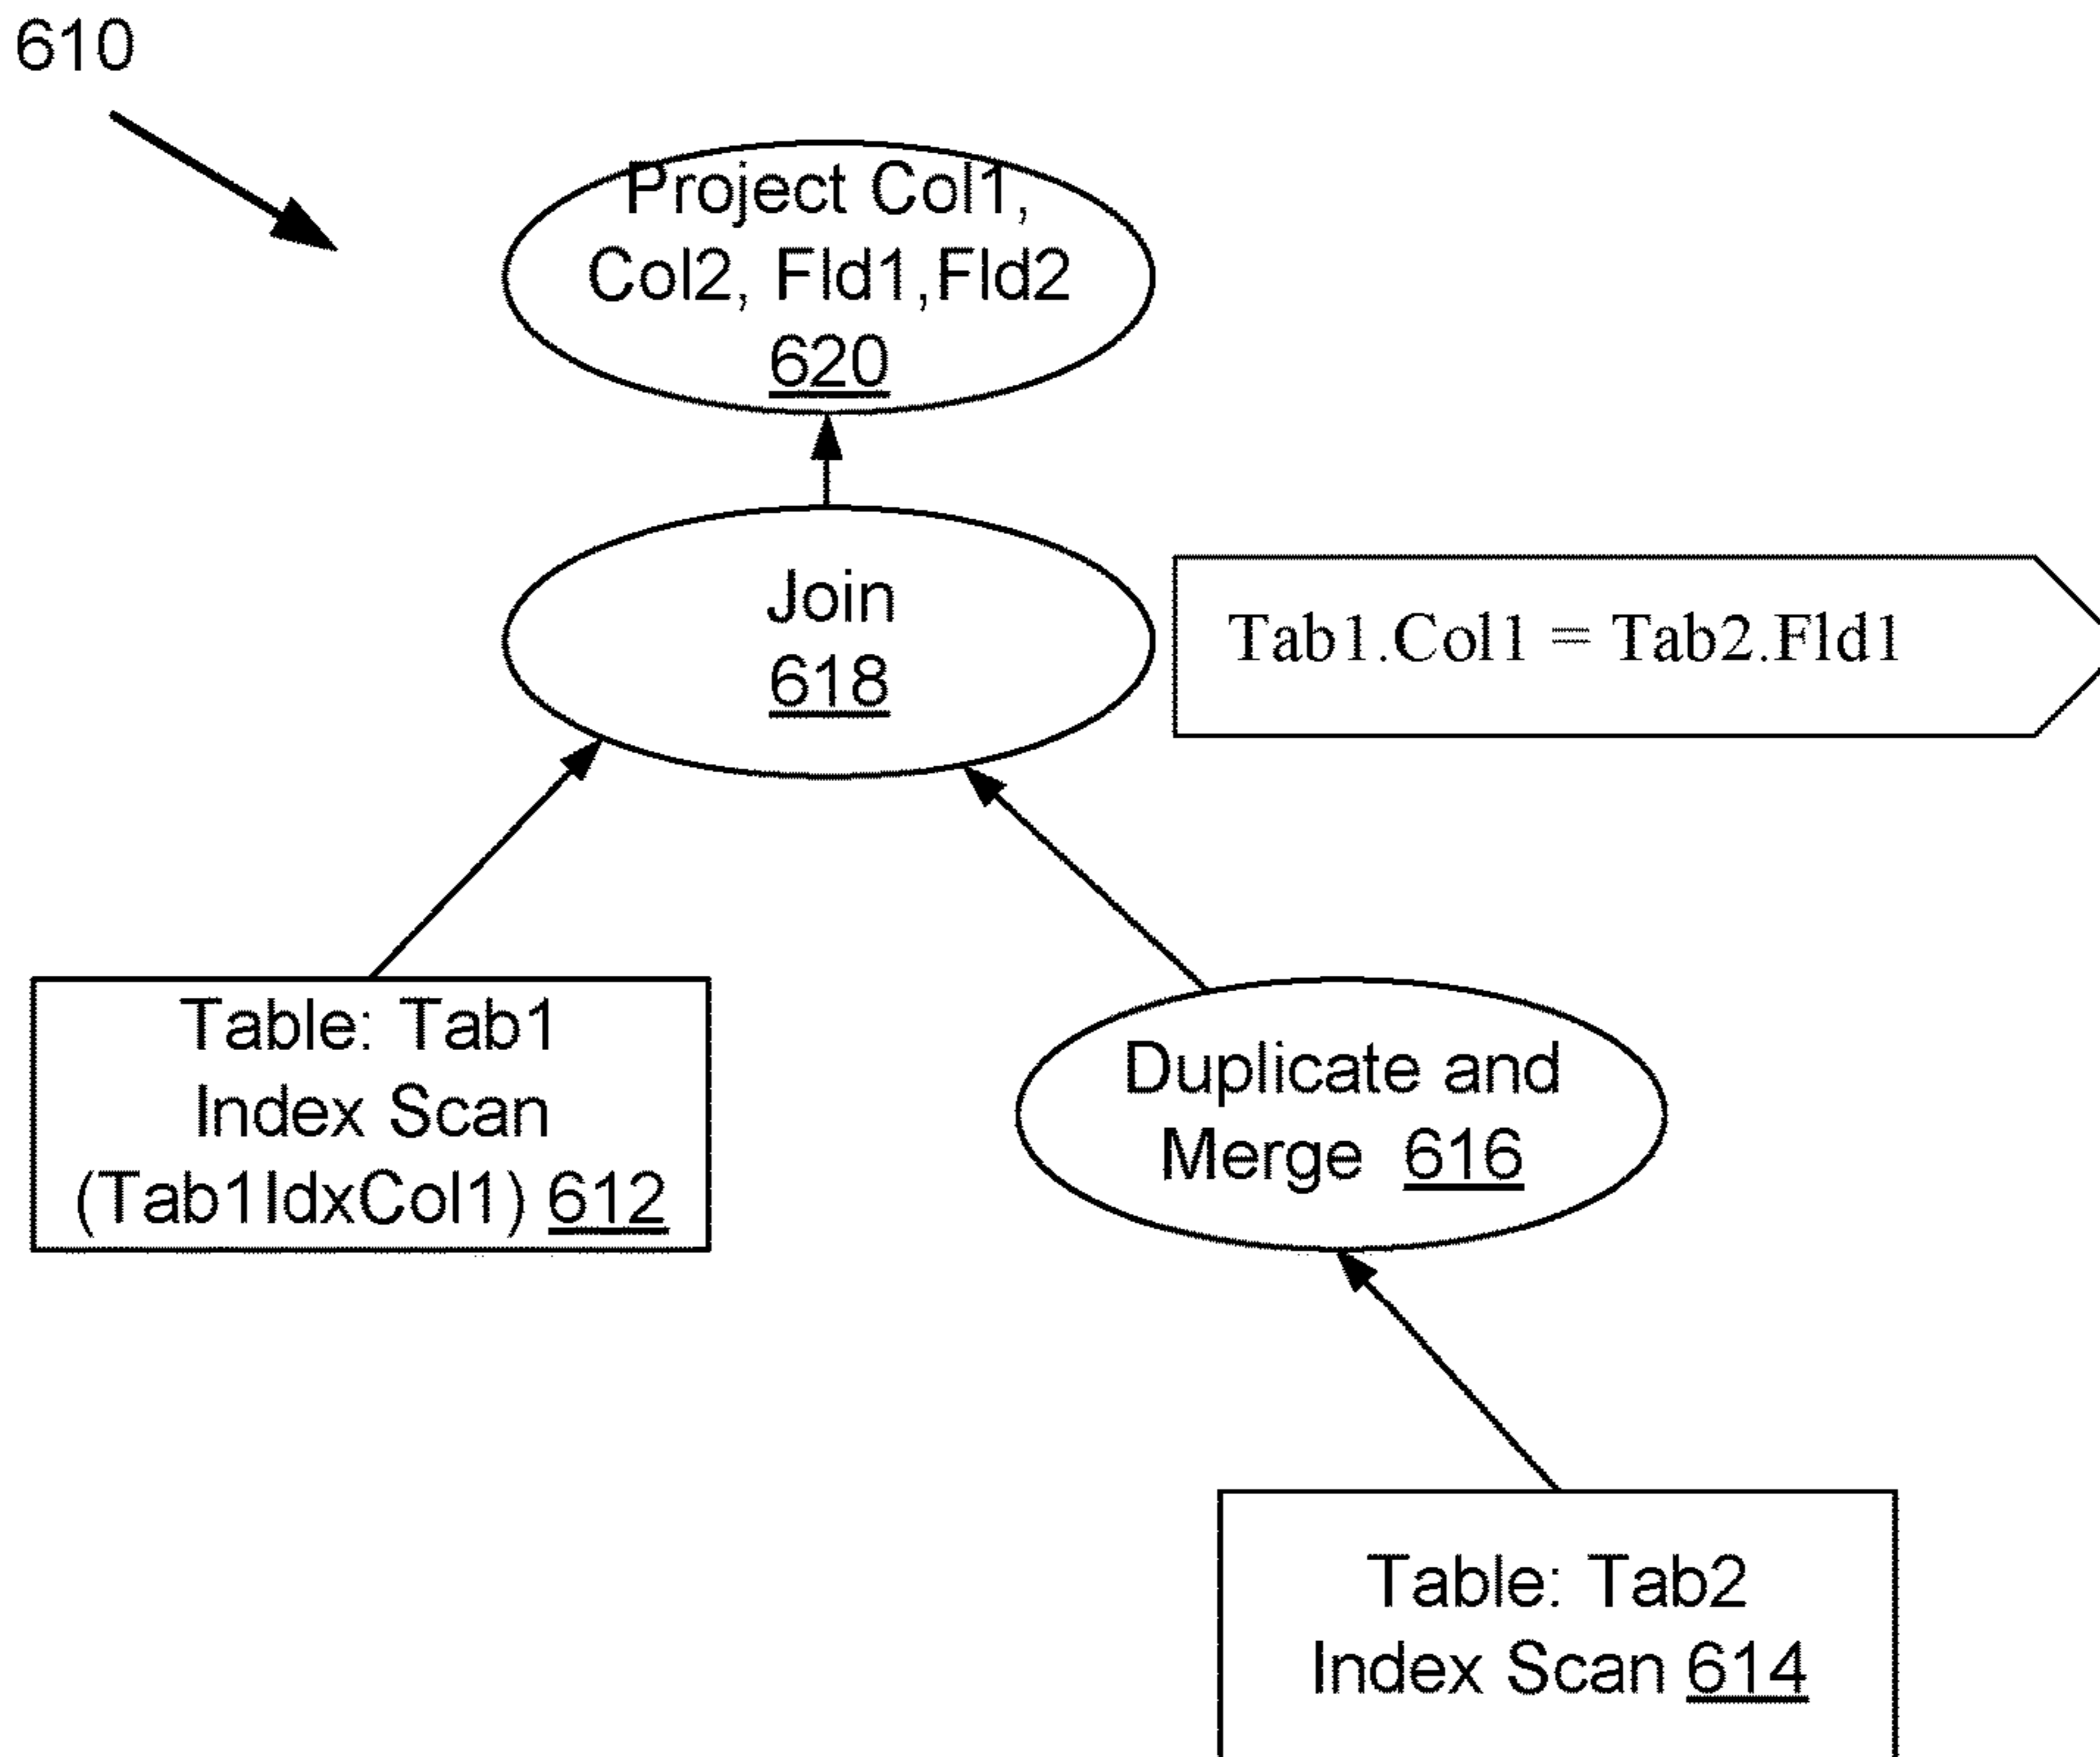 610
Project Col1,
Col2, Fld1,Fld2
620
Join
618
Tab1.Col1 = Tab2.Fld1
Table: Tab1
Index Scan
(Tab1IdxCol1) 612
Duplicate and
Merge 616
Table: Tab2
Index Scan 614